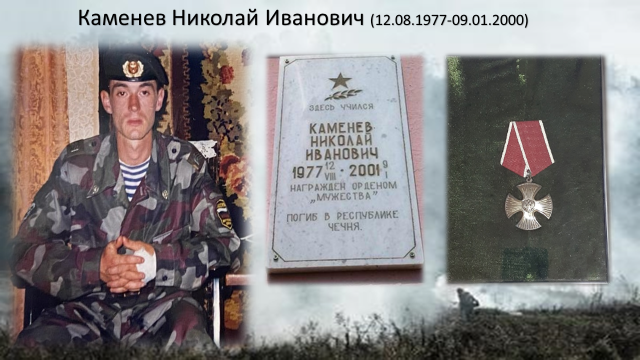 Каменев Николай Иванович (12.08.1977-09.01.2000)
ЗДЕСЬ УЧИЛСЯ
КАМЕНЕВ
НИКОЛАЙ
ИВАНОВИЧ
1977 12 VIII · 2001 9 I
НАГРАЖДЕН ОРДЕНОМ
„МУЖЕСТВА”
ПОГИБ В РЕСПУБЛИКЕ
ЧЕЧНЯ.